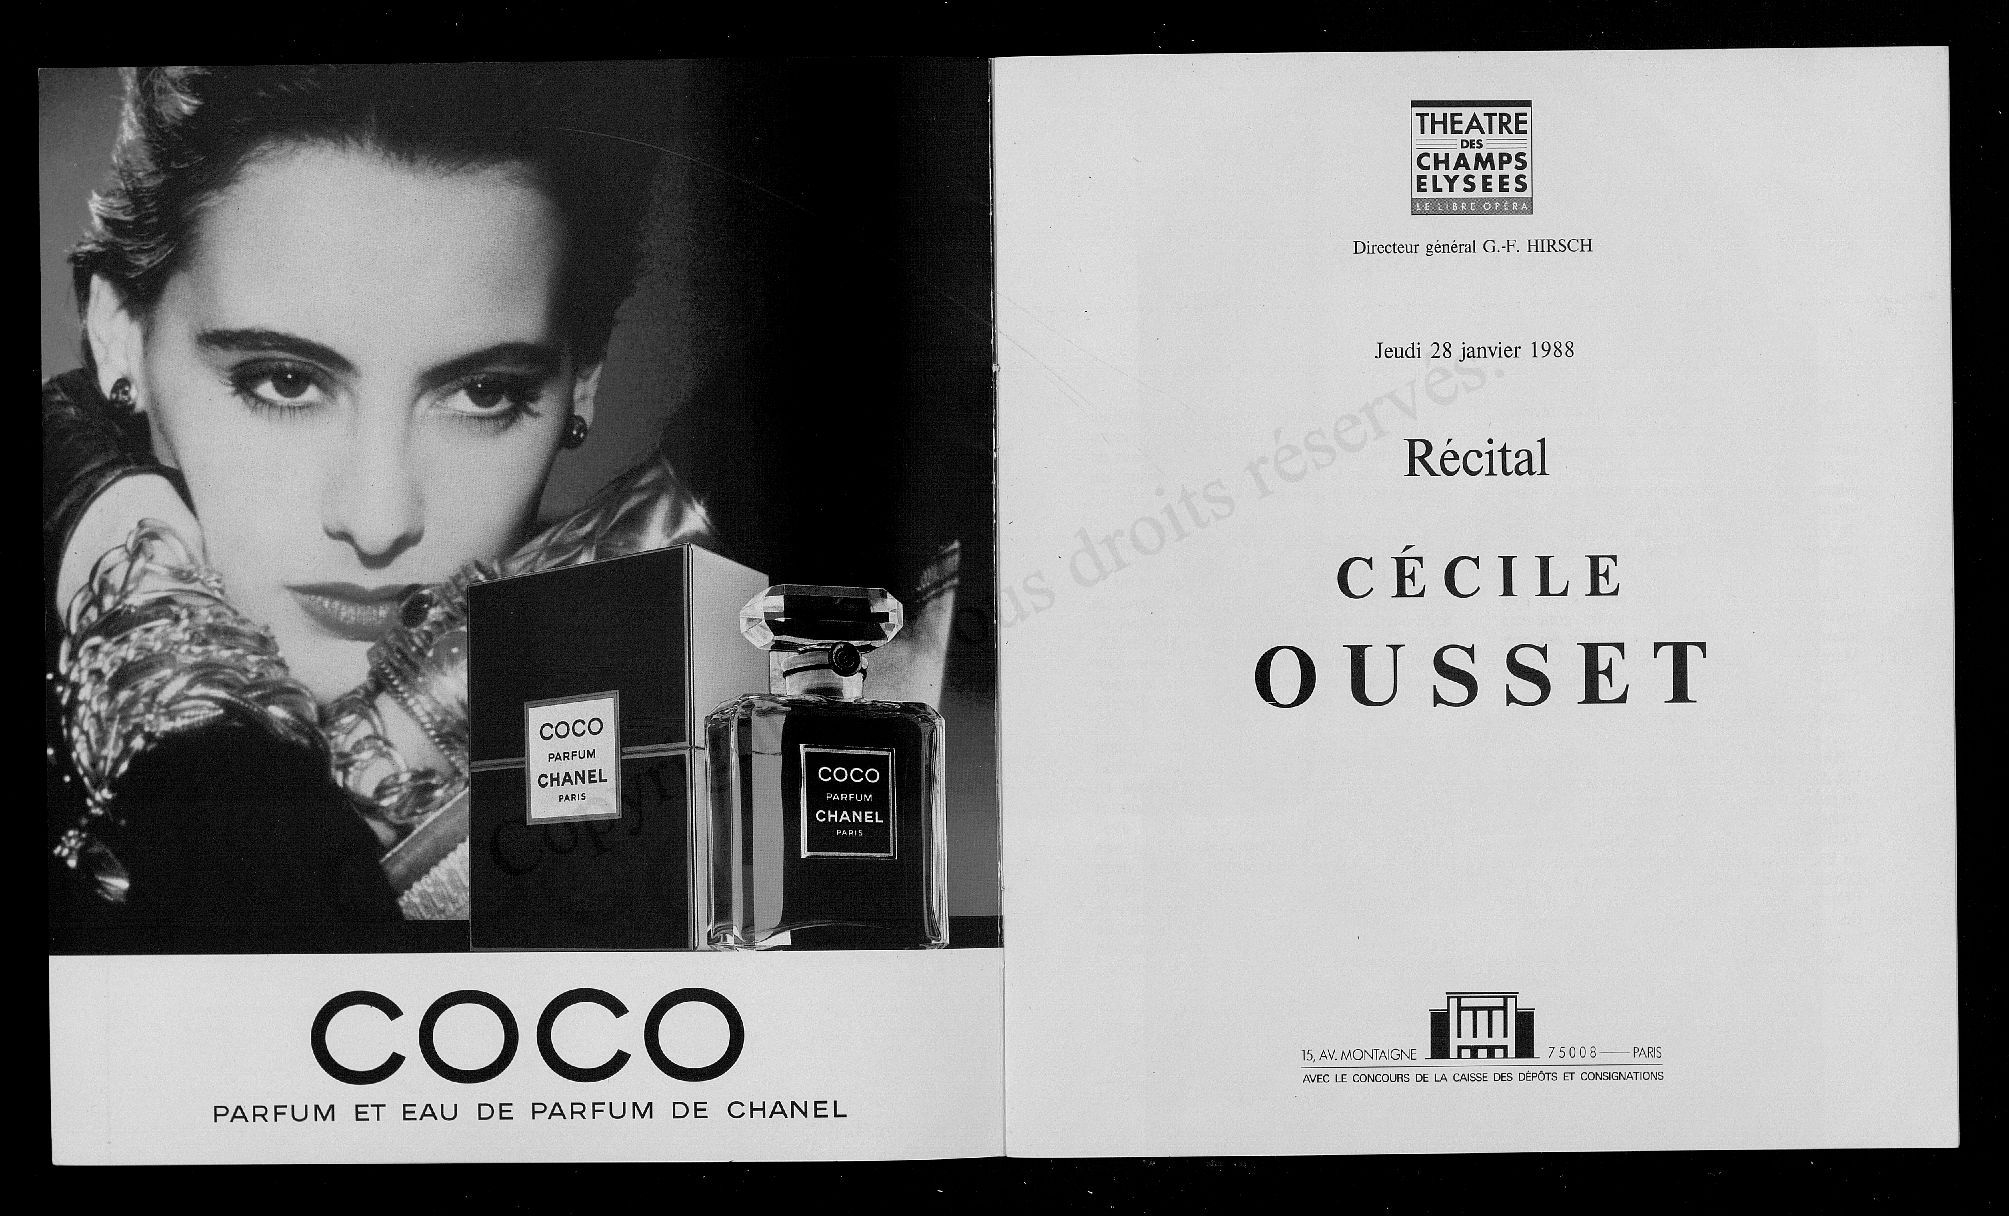 COCO
PARFUM
CHANEL
PARIS
COCO
PARFUM
CHANEL
PARIS
COCO
PARFUM ET EAU DE PARFUM DE CHANEL
THEATRE
DES
CHAMPS
ELYSEES
LE LIBRE OPÉRA
Directeur général G.-F. HIRSCH
Jeudi 28 janvier 1988
Récital
CÉCILE
OUSSET
15, AV. MONTAIGNE 75008 — PARIS
AVEC LE CONCOURS DE LA CAISSE DES DÉPÔTS ET CONSIGNATIONS
droits réservés.